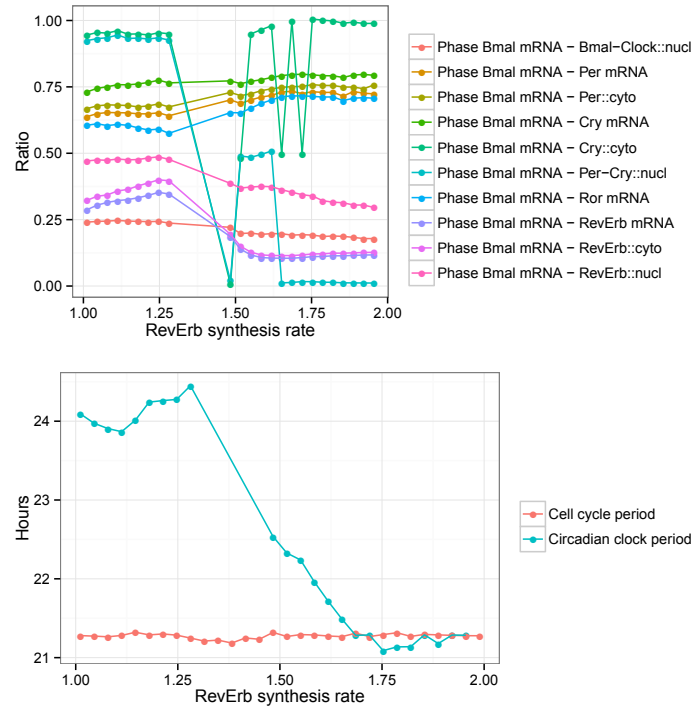 1.00
0.75
0.50
0.25
0.00
Ratio
1.00 1.25 1.50 1.75 2.00
RevErb synthesis rate
Phase Bmal mRNA − Bmal−Clock::nucl
Phase Bmal mRNA − Per mRNA
Phase Bmal mRNA − Per::cyto
Phase Bmal mRNA − Cry mRNA
Phase Bmal mRNA − Cry::cyto
Phase Bmal mRNA − Per−Cry::nucl
Phase Bmal mRNA − Ror mRNA
Phase Bmal mRNA − RevErb mRNA
Phase Bmal mRNA − RevErb::cyto
Phase Bmal mRNA − RevErb::nucl
24
23
22
21
Hours
1.00 1.25 1.50 1.75 2.00
RevErb synthesis rate
Cell cycle period
Circadian clock period